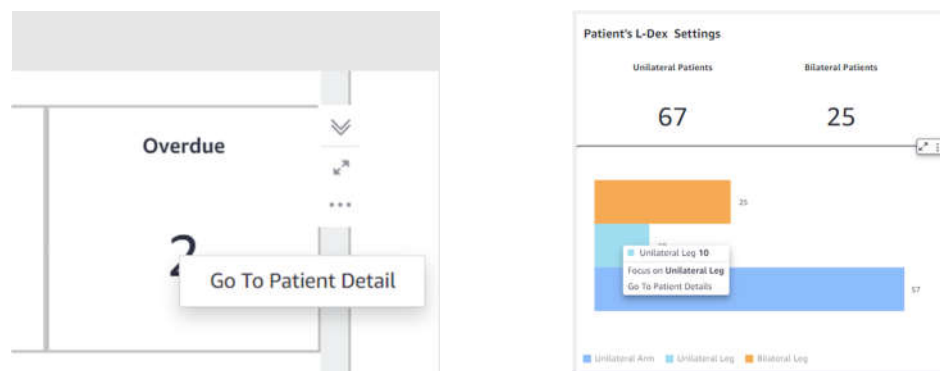 Overdue
2
Go To Patient Detail
Patient's L-Dex Settings
Unilateral Patients Bilateral Patients
67 25
25
Unilateral Leg 10
Focus on Unilateral Leg
Go To Patient Details
57
Unilateral Arm Unilateral Leg Bilateral Leg